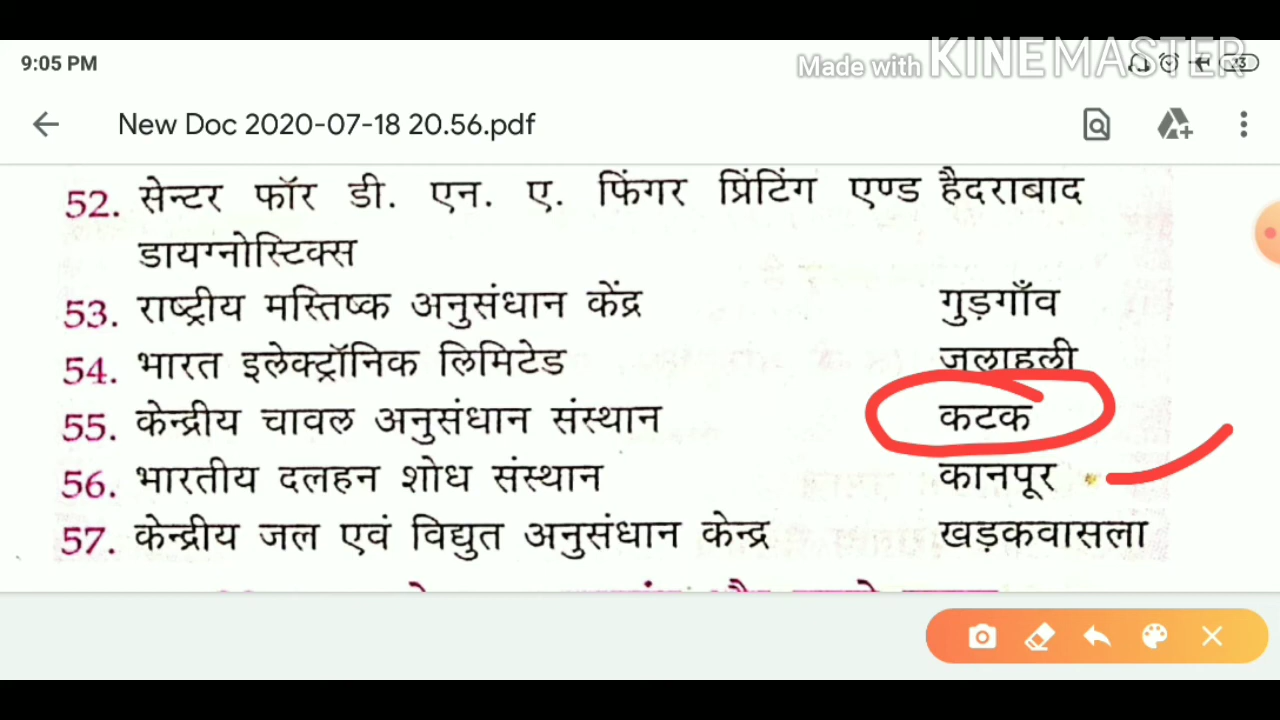 9:05 PM
Made with KINEMASTER
23
New Doc 2020-07-18 20.56.pdf
52. सेन्टर फॉर डी. एन. ए. फिंगर प्रिंटिंग एण्ड हैदराबाद
डायग्नोस्टिक्स
53. राष्ट्रीय मस्तिष्क अनुसंधान केंद्र गुड़गाँव
54. भारत इलेक्ट्रॉनिक लिमिटेड जलाहली
55. केन्द्रीय चावल अनुसंधान संस्थान कटक
56. भारतीय दलहन शोध संस्थान कानपूर
57. केन्द्रीय जल एवं विद्युत अनुसंधान केन्द्र खड़कवासला